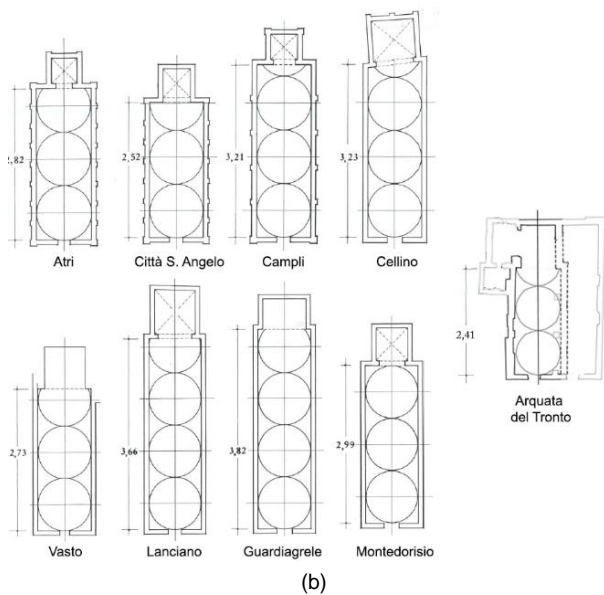 2,82
2,52
3,21
3,23
Atri
Città S. Angelo
Campli
Cellino
2,41
Arquata
del Tronto
2,73
3,66
3,82
2,99
Vasto
Lanciano
Guardiagrele
Montedorisio
(b)